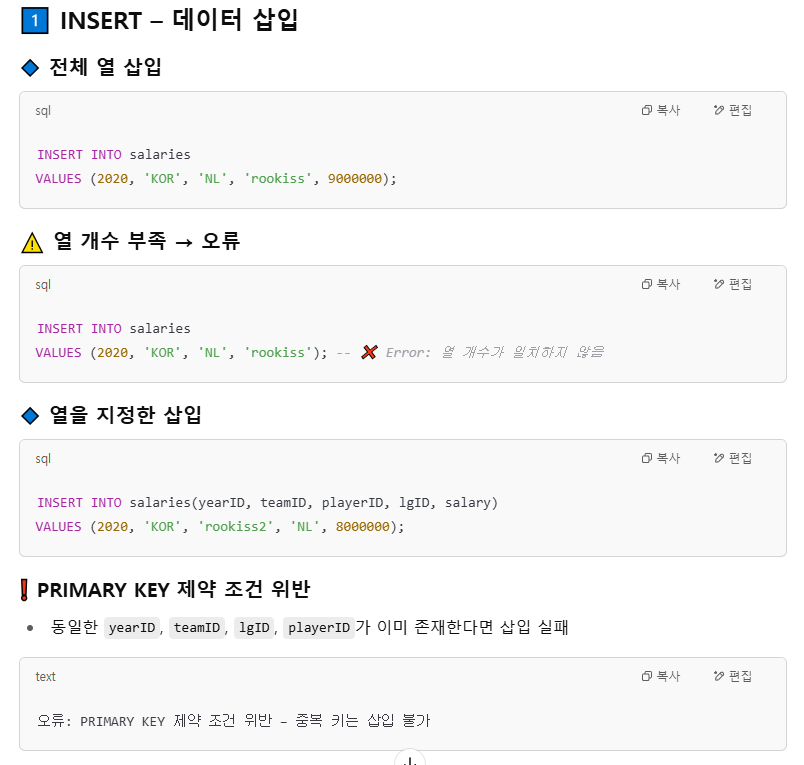 1 INSERT – 데이터 삽입
전체 열 삽입
sql 복사 편집
INSERT INTO salaries
VALUES (2020, 'KOR', 'NL', 'rookiss', 9000000);
⚠️ 열 개수 부족 → 오류
sql 복사 편집
INSERT INTO salaries
VALUES (2020, 'KOR', 'NL', 'rookiss'); -- ❌ Error: 열 개수가 일치하지 않음
열을 지정한 삽입
sql 복사 편집
INSERT INTO salaries(yearID, teamID, playerID, lgID, salary)
VALUES (2020, 'KOR', 'rookiss2', 'NL', 8000000);
❗ PRIMARY KEY 제약 조건 위반
• 동일한 yearID, teamID, lgID, playerID가 이미 존재한다면 삽입 실패
text 복사 편집
오류: PRIMARY KEY 제약 조건 위반 – 중복 키는 삽입 불가